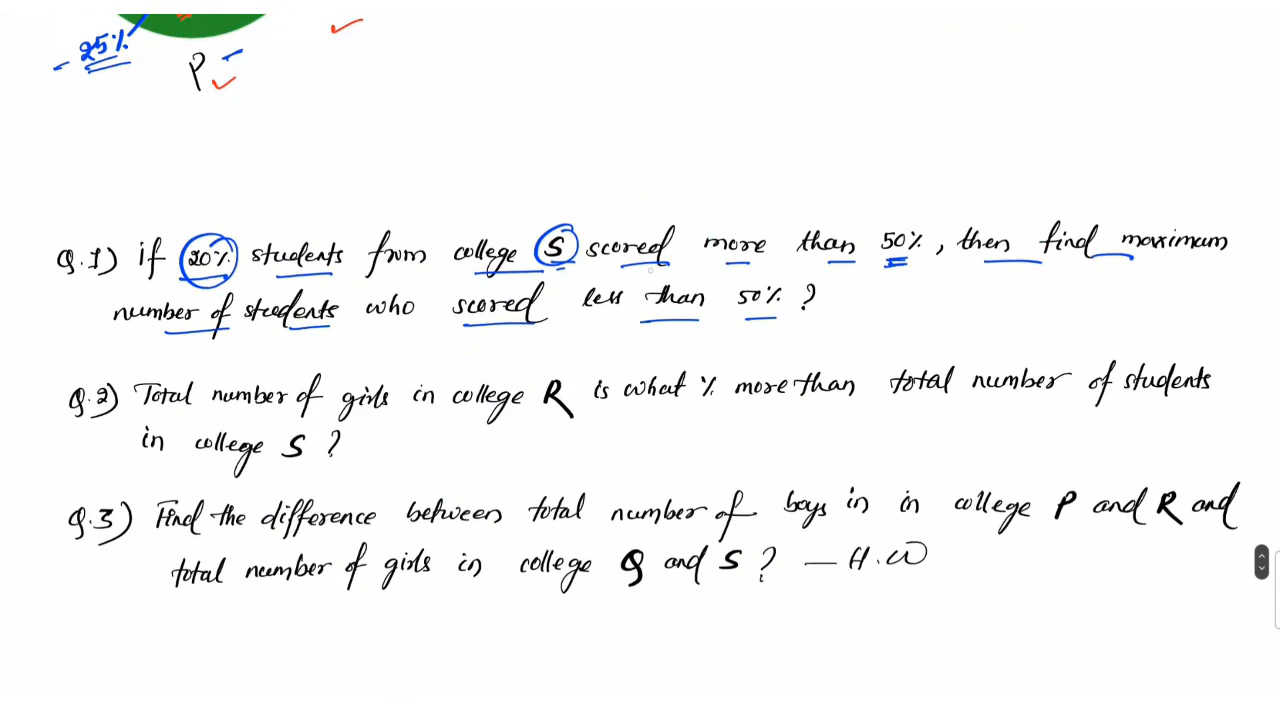 - 25%
P
Q.1) If 20% students from college S scored more than 50%, then find maximum
number of students who scored less than 50% ?
Q.2) Total number of girls in college R is what % more than total number of students
in college S ?
Q.3) Find the difference between total number of boys in in college P and R and
total number of girls in college Q and S ? — H.W